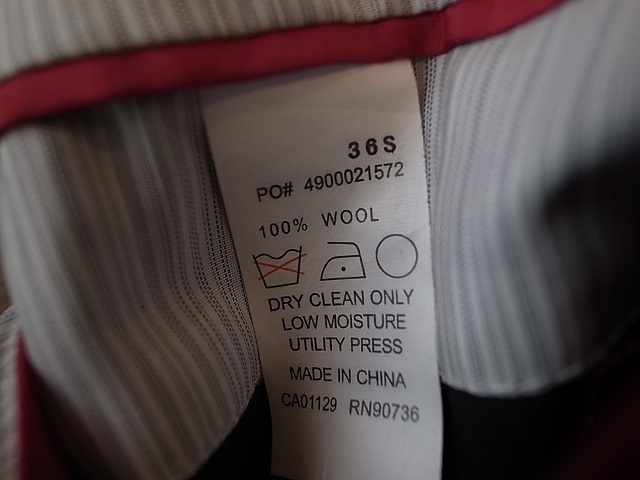 36S
PO# 4900021572
100% WOOL
DRY CLEAN ONLY
LOW MOISTURE
UTILITY PRESS
MADE IN CHINA
CA01129 RN90736